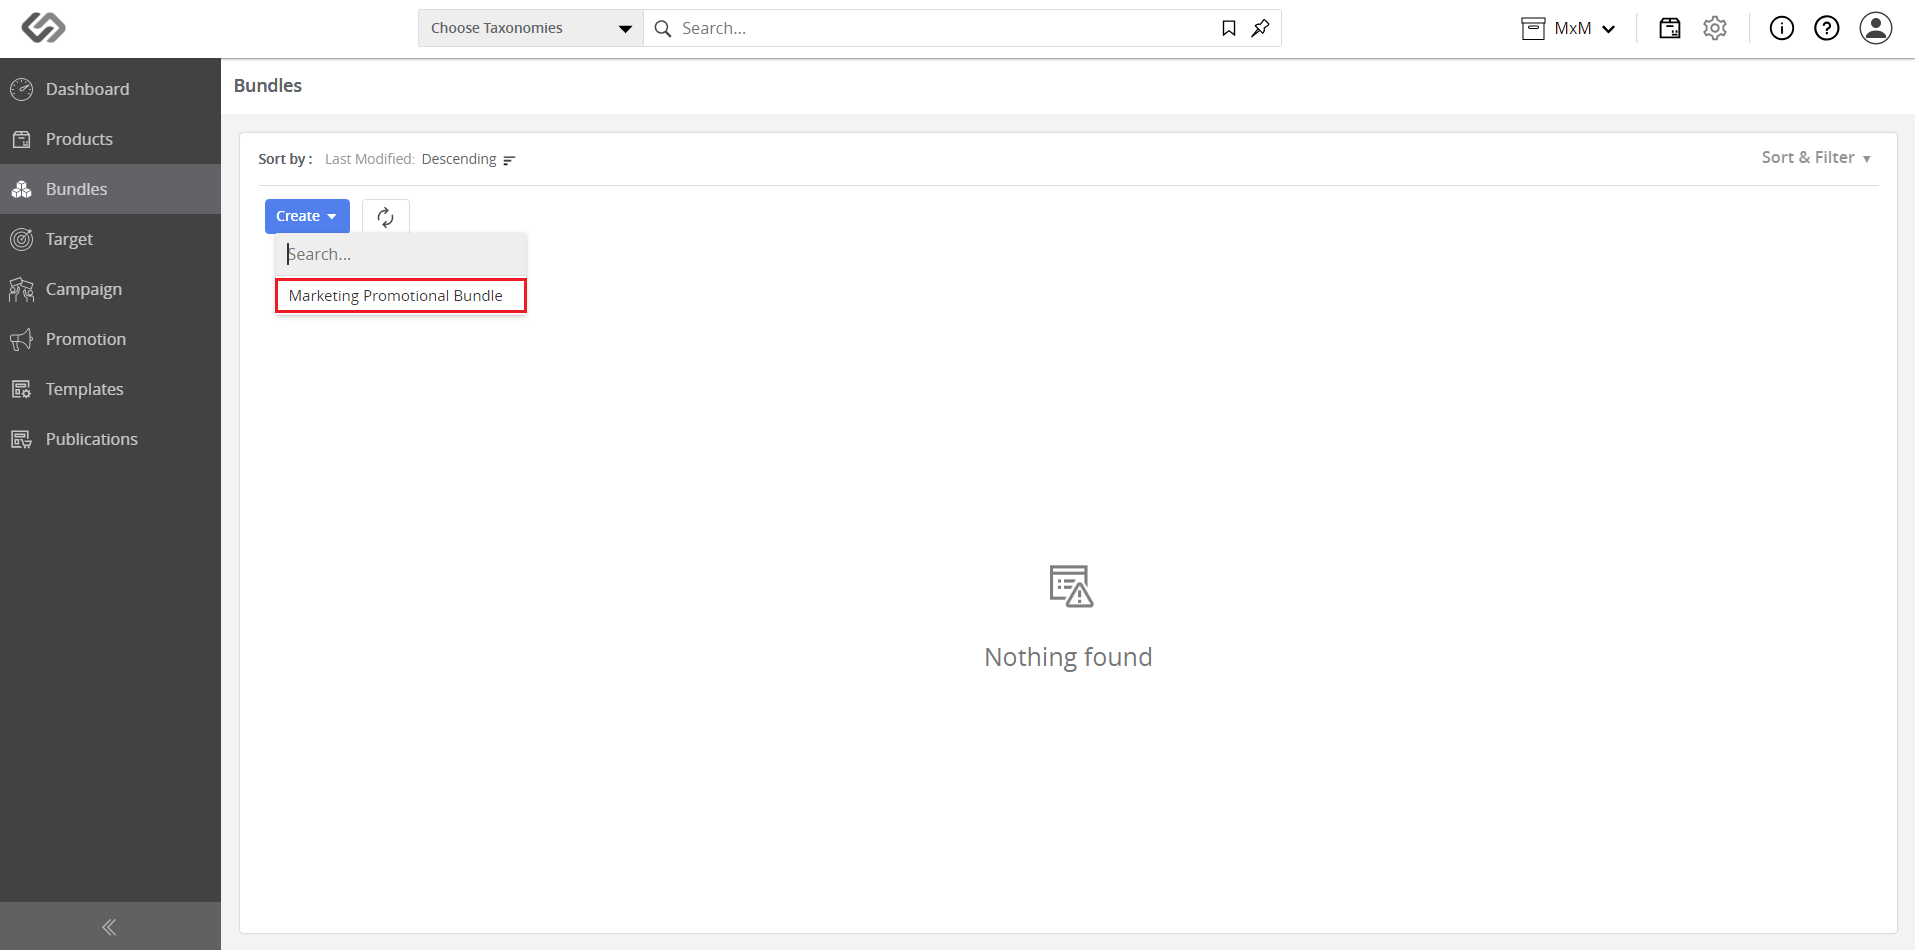 Choose Taxonomies
Search...
MxM
Dashboard
Products
Bundles
Target
Campaign
Promotion
Templates
Publications
Bundles
Sort by : Last Modified: Descending
Sort & Filter
Create
Search...
Marketing Promotional Bundle
Nothing found